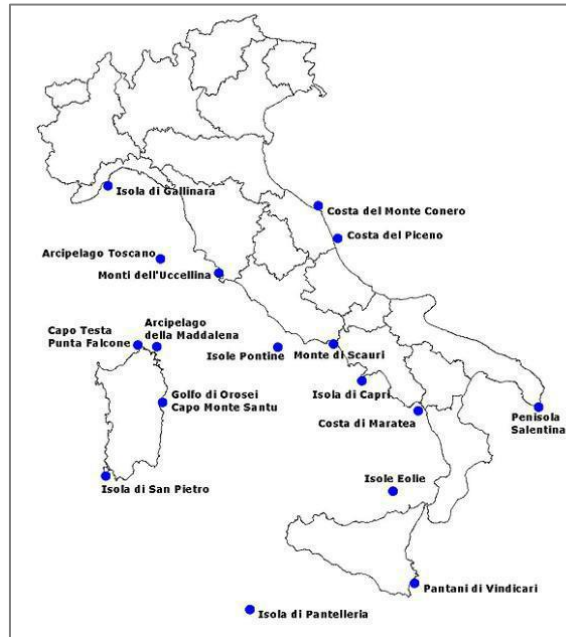 Isola di Gallinara
Costa del Monte Conero
Costa del Piceno
Arcipelago Toscano
Monti dell'Uccellina
Capo Testa
Punta Falcone
Arcipelago
della Maddalena
Isole Pontine
Monte di Scauri
Isola di Capri
Golfo di Orosei
Capo Monte Santu
Costa di Maratea
Penisola
Salentina
Isola di San Pietro
Isole Eolie
Pantani di Vindicari
Isola di Pantelleria